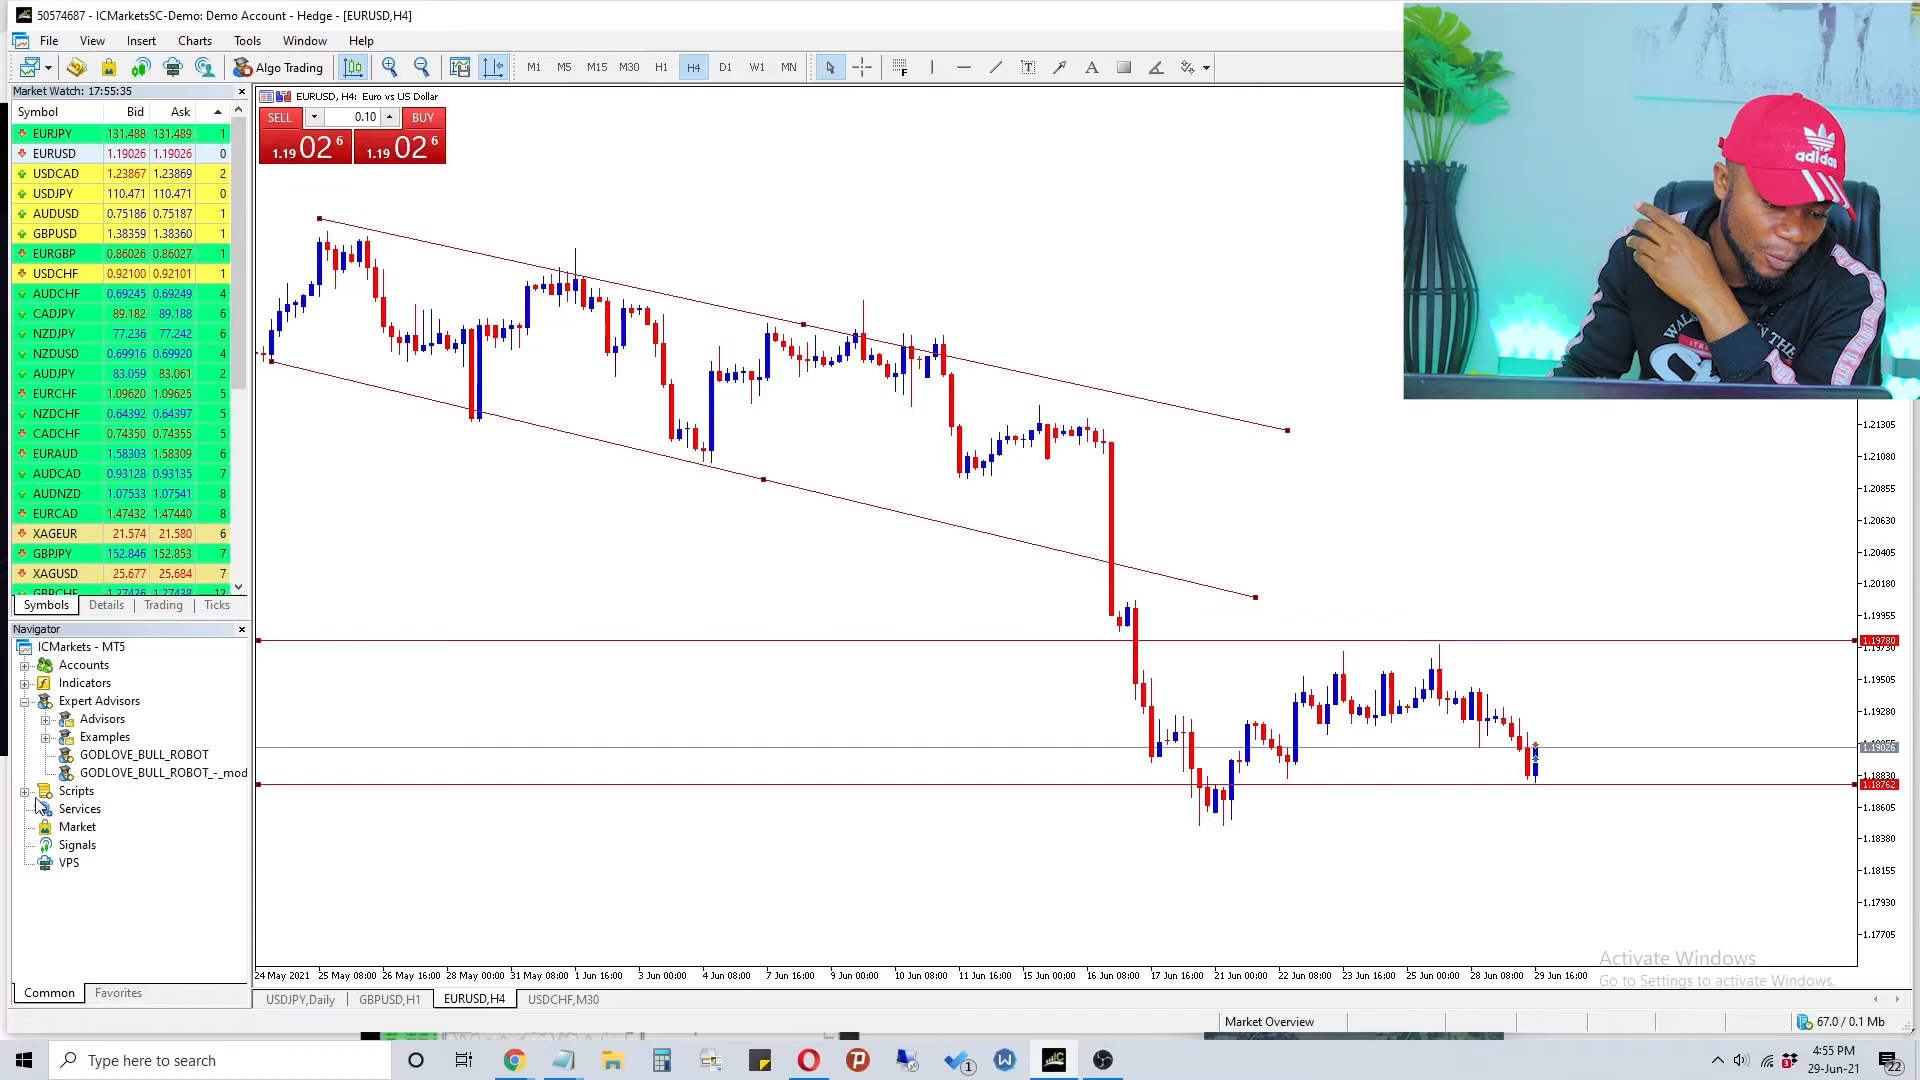 50574687 - ICMarketsSC-Demo: Demo Account - Hedge - [EURUSD,H4]
File View Insert Charts Tools Window Help
Algo Trading M1 M5 M15 M30 H1 H4 D1 W1 MN
Market Watch: 17:55:35
Symbol Bid Ask
EURJPY 131.488 131.489 1
EURUSD 1.19026 1.19026 0
USDCAD 1.23867 1.23869 2
USDJPY 110.471 110.471 0
AUDUSD 0.75186 0.75187 1
GBPUSD 1.38359 1.38360 1
EURGBP 0.86026 0.86027 1
USDCHF 0.92100 0.92101 1
AUDCHF 0.69245 0.69249 4
CADJPY 89.182 89.188 6
NZDJPY 77.236 77.242 6
NZDUSD 0.69916 0.69920 4
AUDJPY 83.059 83.061 2
EURCHF 1.09620 1.09625 5
NZDCHF 0.64392 0.64397 5
CADCHF 0.74350 0.74355 5
EURAUD 1.58303 1.58309 6
AUDCAD 0.93128 0.93135 7
AUDNZD 1.07533 1.07541 8
EURCAD 1.47432 1.47440 8
XAGEUR 21.574 21.580 6
GBPJPY 152.846 152.853 7
XAGUSD 25.677 25.684 7
GBPCHF 1.27426 1.27438 12
Symbols Details Trading Ticks
Navigator
ICMarkets - MT5
Accounts
Indicators
Expert Advisors
Advisors
Examples
GODLOVE_BULL_ROBOT
GODLOVE_BULL_ROBOT_-_mod
Scripts
Services
Market
Signals
VPS
Common Favorites
EURUSD, H4: Euro vs US Dollar
SELL 0.10 BUY
1.19 02 6 1.19 02 6
adidas
WALK IN THE
1.21305
1.21080
1.20855
1.20630
1.20405
1.20180
1.19955
1.19780
1.19730
1.19505
1.19280
1.19026
1.18830
1.18762
1.18605
1.18380
1.18155
1.17930
1.17705
24 May 2021 25 May 08:00 26 May 16:00 28 May 00:00 31 May 08:00 1 Jun 16:00 3 Jun 00:00 4 Jun 08:00 7 Jun 16:00 9 Jun 00:00 10 Jun 08:00 11 Jun 16:00 15 Jun 00:00 16 Jun 08:00 17 Jun 16:00 21 Jun 00:00 22 Jun 08:00 23 Jun 16:00 25 Jun 00:00 28 Jun 08:00 29 Jun 16:00
Activate Windows
Go to Settings to activate Windows.
USDJPY,Daily GBPUSD,H1 EURUSD,H4 USDCHF,M30
Market Overview 67.0 / 0.1 Mb
Type here to search
1
4:55 PM
29-Jun-21
22